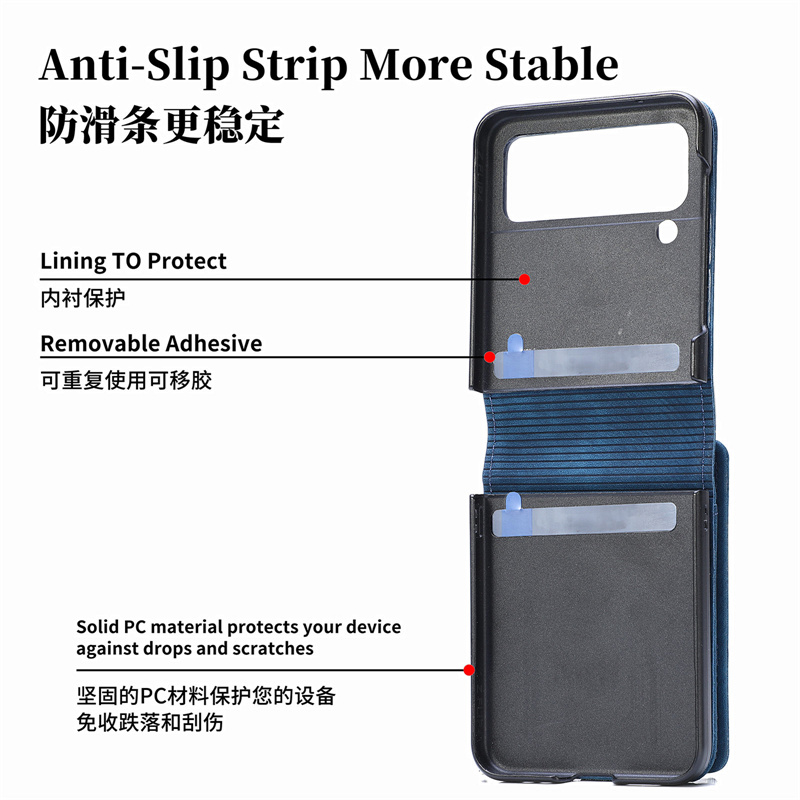 Anti-Slip Strip More Stable
防滑条更稳定
Lining TO Protect
内衬保护
Removable Adhesive
可重复使用可移胶
Solid PC material protects your device
against drops and scratches
坚固的PC材料保护您的设备
免收跌落和刮伤